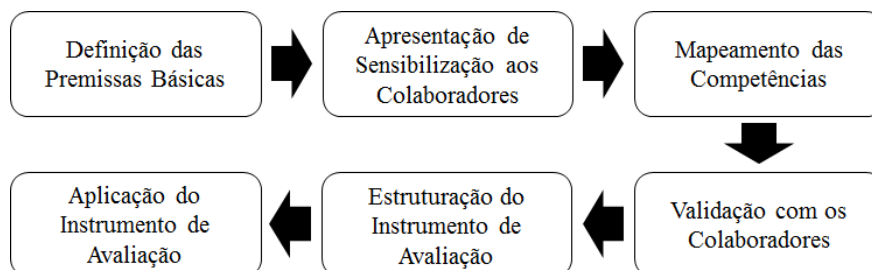 Definição das
Premissas Básicas
Apresentação de
Sensibilização aos
Colaboradores
Mapeamento das
Competências
Validação com os
Colaboradores
Estruturação do
Instrumento de
Avaliação
Aplicação do
Instrumento de
Avaliação